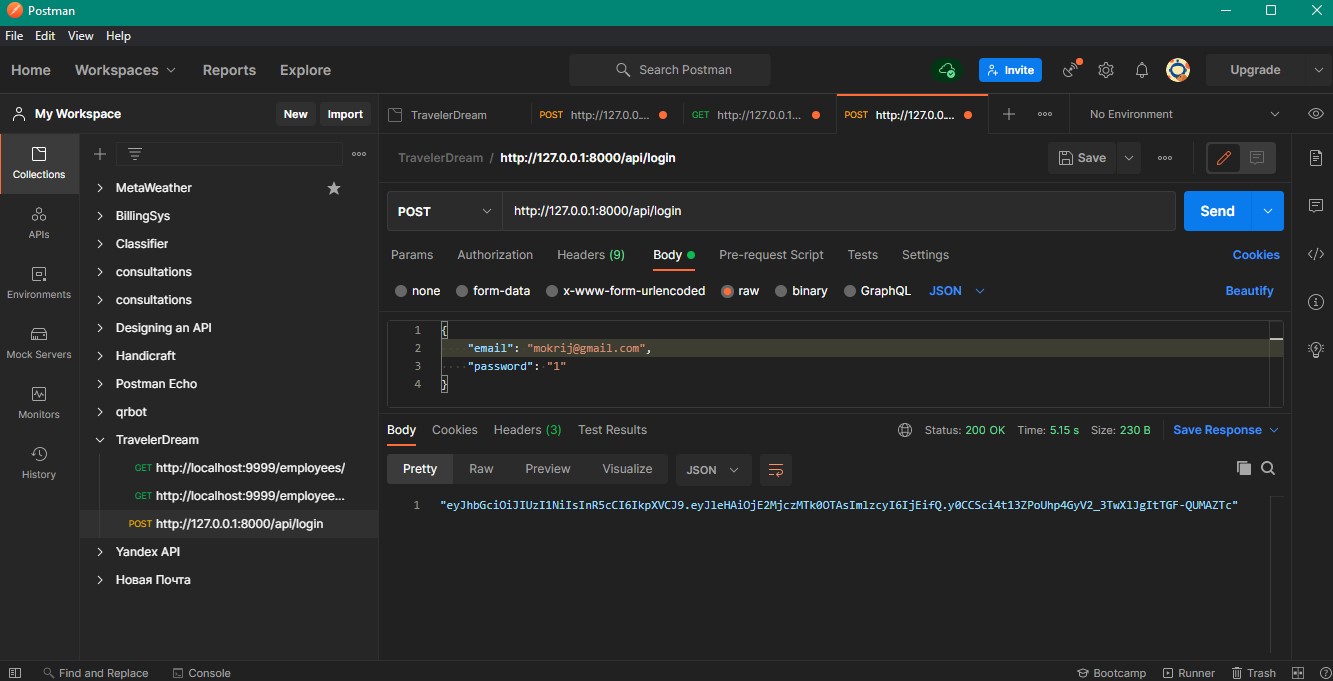 Postman
File Edit View Help
Home Workspaces Reports Explore Search Postman Invite Upgrade
My Workspace New Import TravelerDream POST http://127.0.0.... GET http://127.0.0.1... POST http://127.0.0.... No Environment
TravelerDream / http://127.0.0.1:8000/api/login Save
Collections
APIs
Environments
Mock Servers
Monitors
History
MetaWeather
BillingSys
Classifier
consultations
consultations
Designing an API
Handicraft
Postman Echo
qrbot
TravelerDream
GET http://localhost:9999/employees/
GET http://localhost:9999/employee...
POST http://127.0.0.1:8000/api/login
Yandex API
Новая Почта
POST http://127.0.0.1:8000/api/login Send
Params Authorization Headers (9) Body Pre-request Script Tests Settings Cookies
none form-data x-www-form-urlencoded raw binary GraphQL JSON Beautify
1 {
2 "email": "mokrij@gmail.com",
3 "password": "1"
4 }
Body Cookies Headers (3) Test Results Status: 200 OK Time: 5.15 s Size: 230 B Save Response
Pretty Raw Preview Visualize JSON
1 "eyJhbGciOiJIUzI1NiIsInR5cCI6IkpXVCJ9.eyJleHAiOjE2MjczMTk0OTAsImlzcyI6IjEifQ.y0CCSci4t13ZPoUhp4GyV2_3TwXlJgItTGF-QUMAZTc"
Find and Replace Console Bootcamp Runner Trash